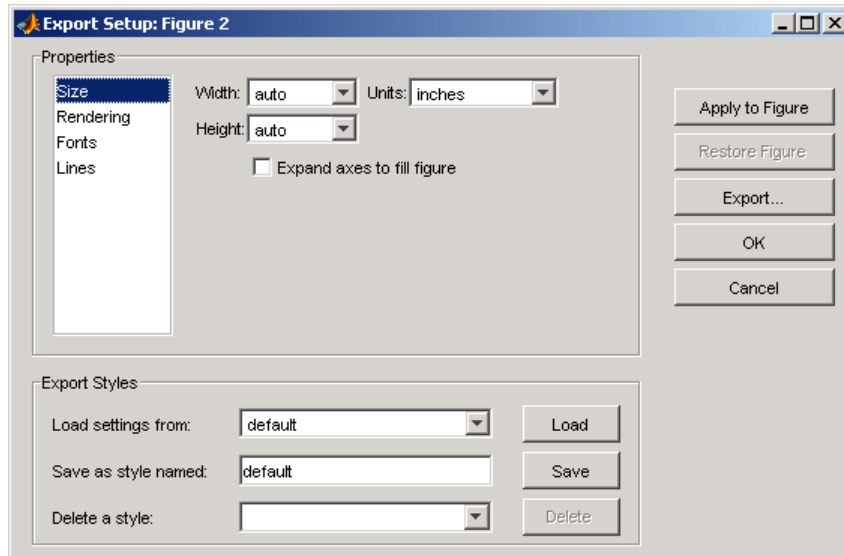 Export Setup: Figure 2
Properties
Size
Rendering
Fonts
Lines
Width: auto Units: inches
Height: auto
Expand axes to fill figure
Apply to Figure
Restore Figure
Export...
OK
Cancel
Export Styles
Load settings from: default Load
Save as style named: default Save
Delete a style: Delete